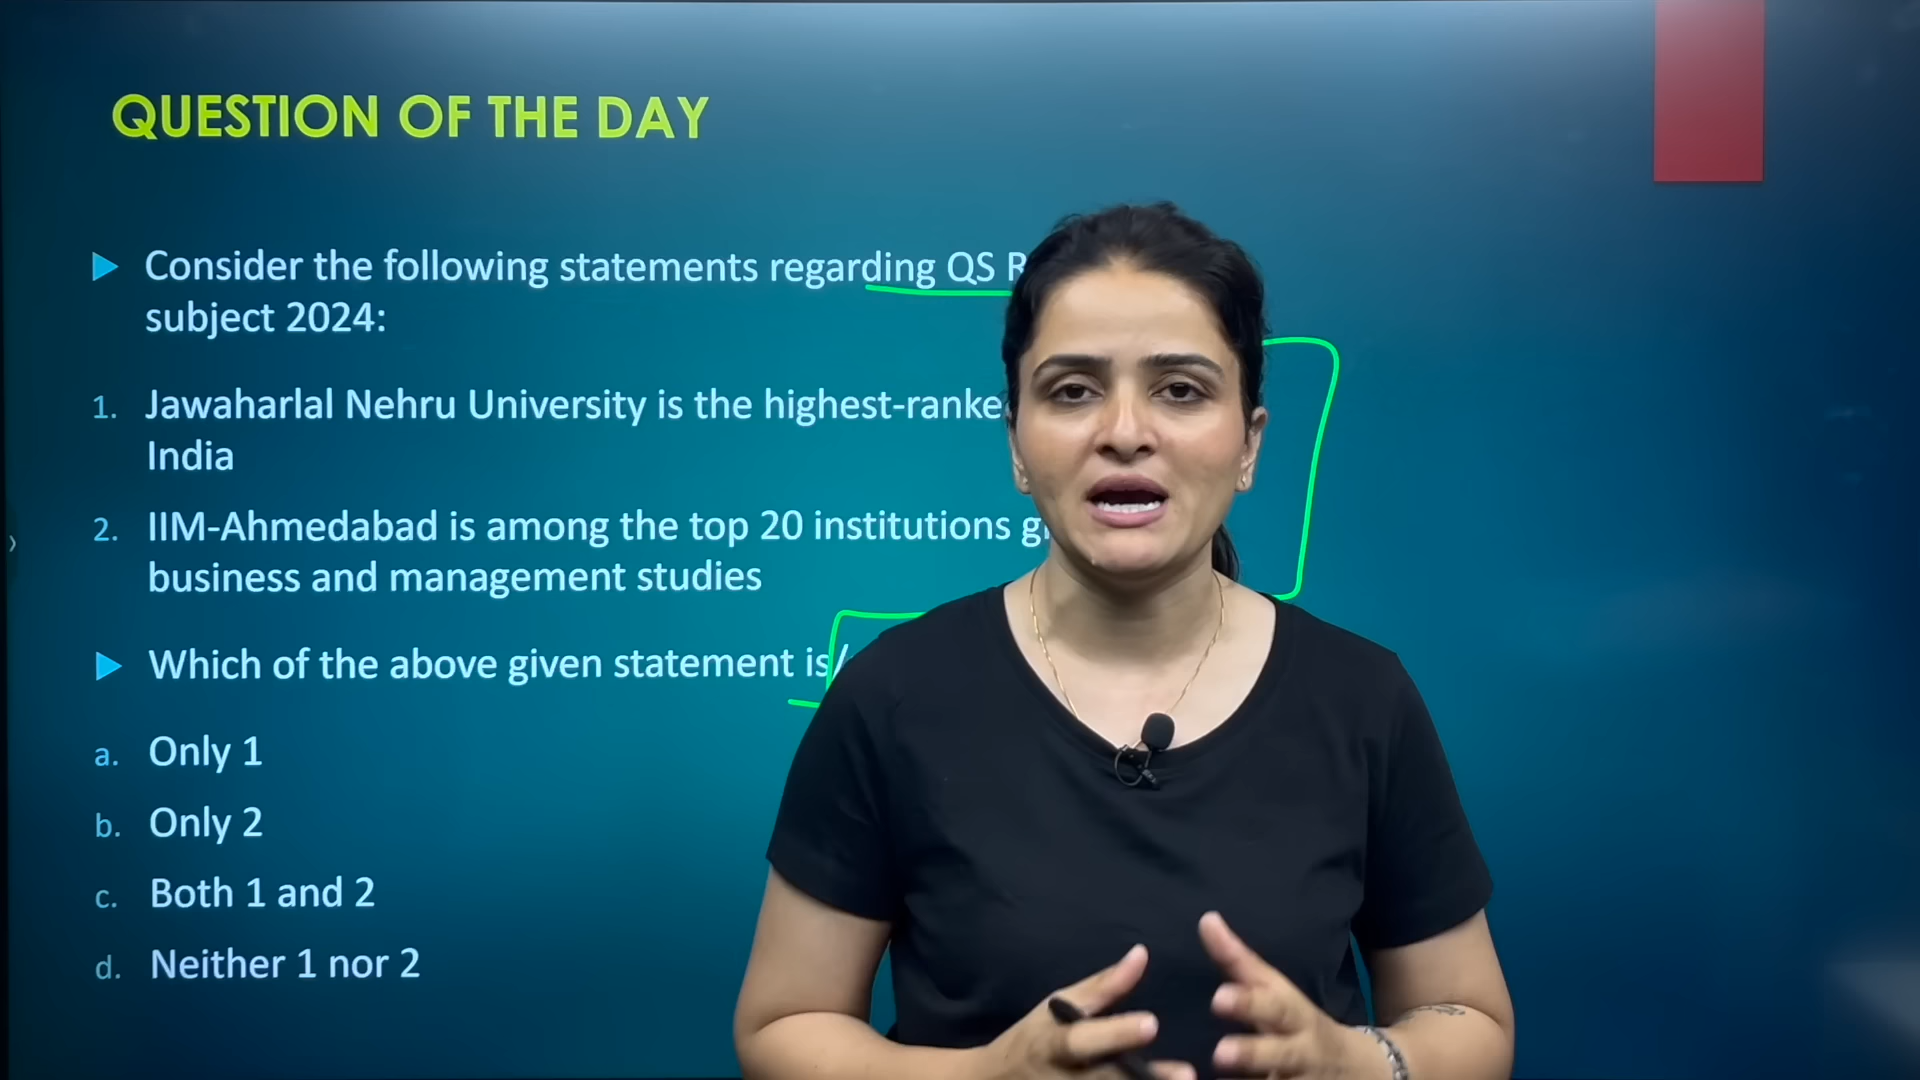 QUESTION OF THE DAY
Consider the following statements regarding QS
subject 2024:
1. Jawaharlal Nehru University is the
India
2. IIM-Ahmedabad is among the top 20 institutions
business and management studies
Which of the above given statement is/
a. Only 1
b. Only 2
c. Both 1 and 2
d. Neither 1 nor 2